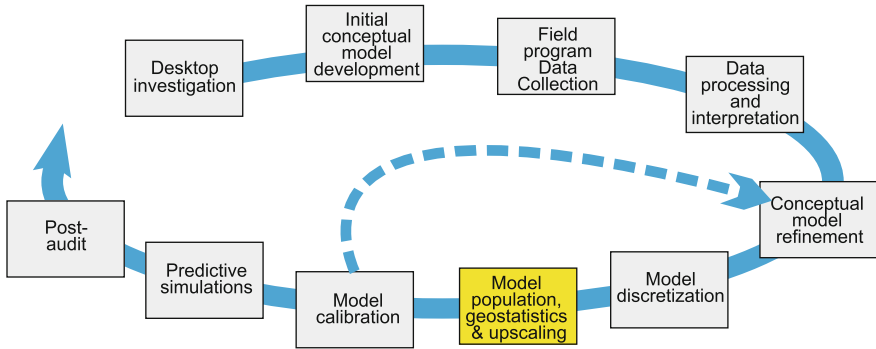 Desktop
investigation
Initial
conceptual
model
development
Field
program
Data
Collection
Data
processing
and
interpretation
Conceptual
model
refinement
Model
discretization
Model
population,
geostatistics
& upscaling
Model
calibration
Predictive
simulations
Post-
audit